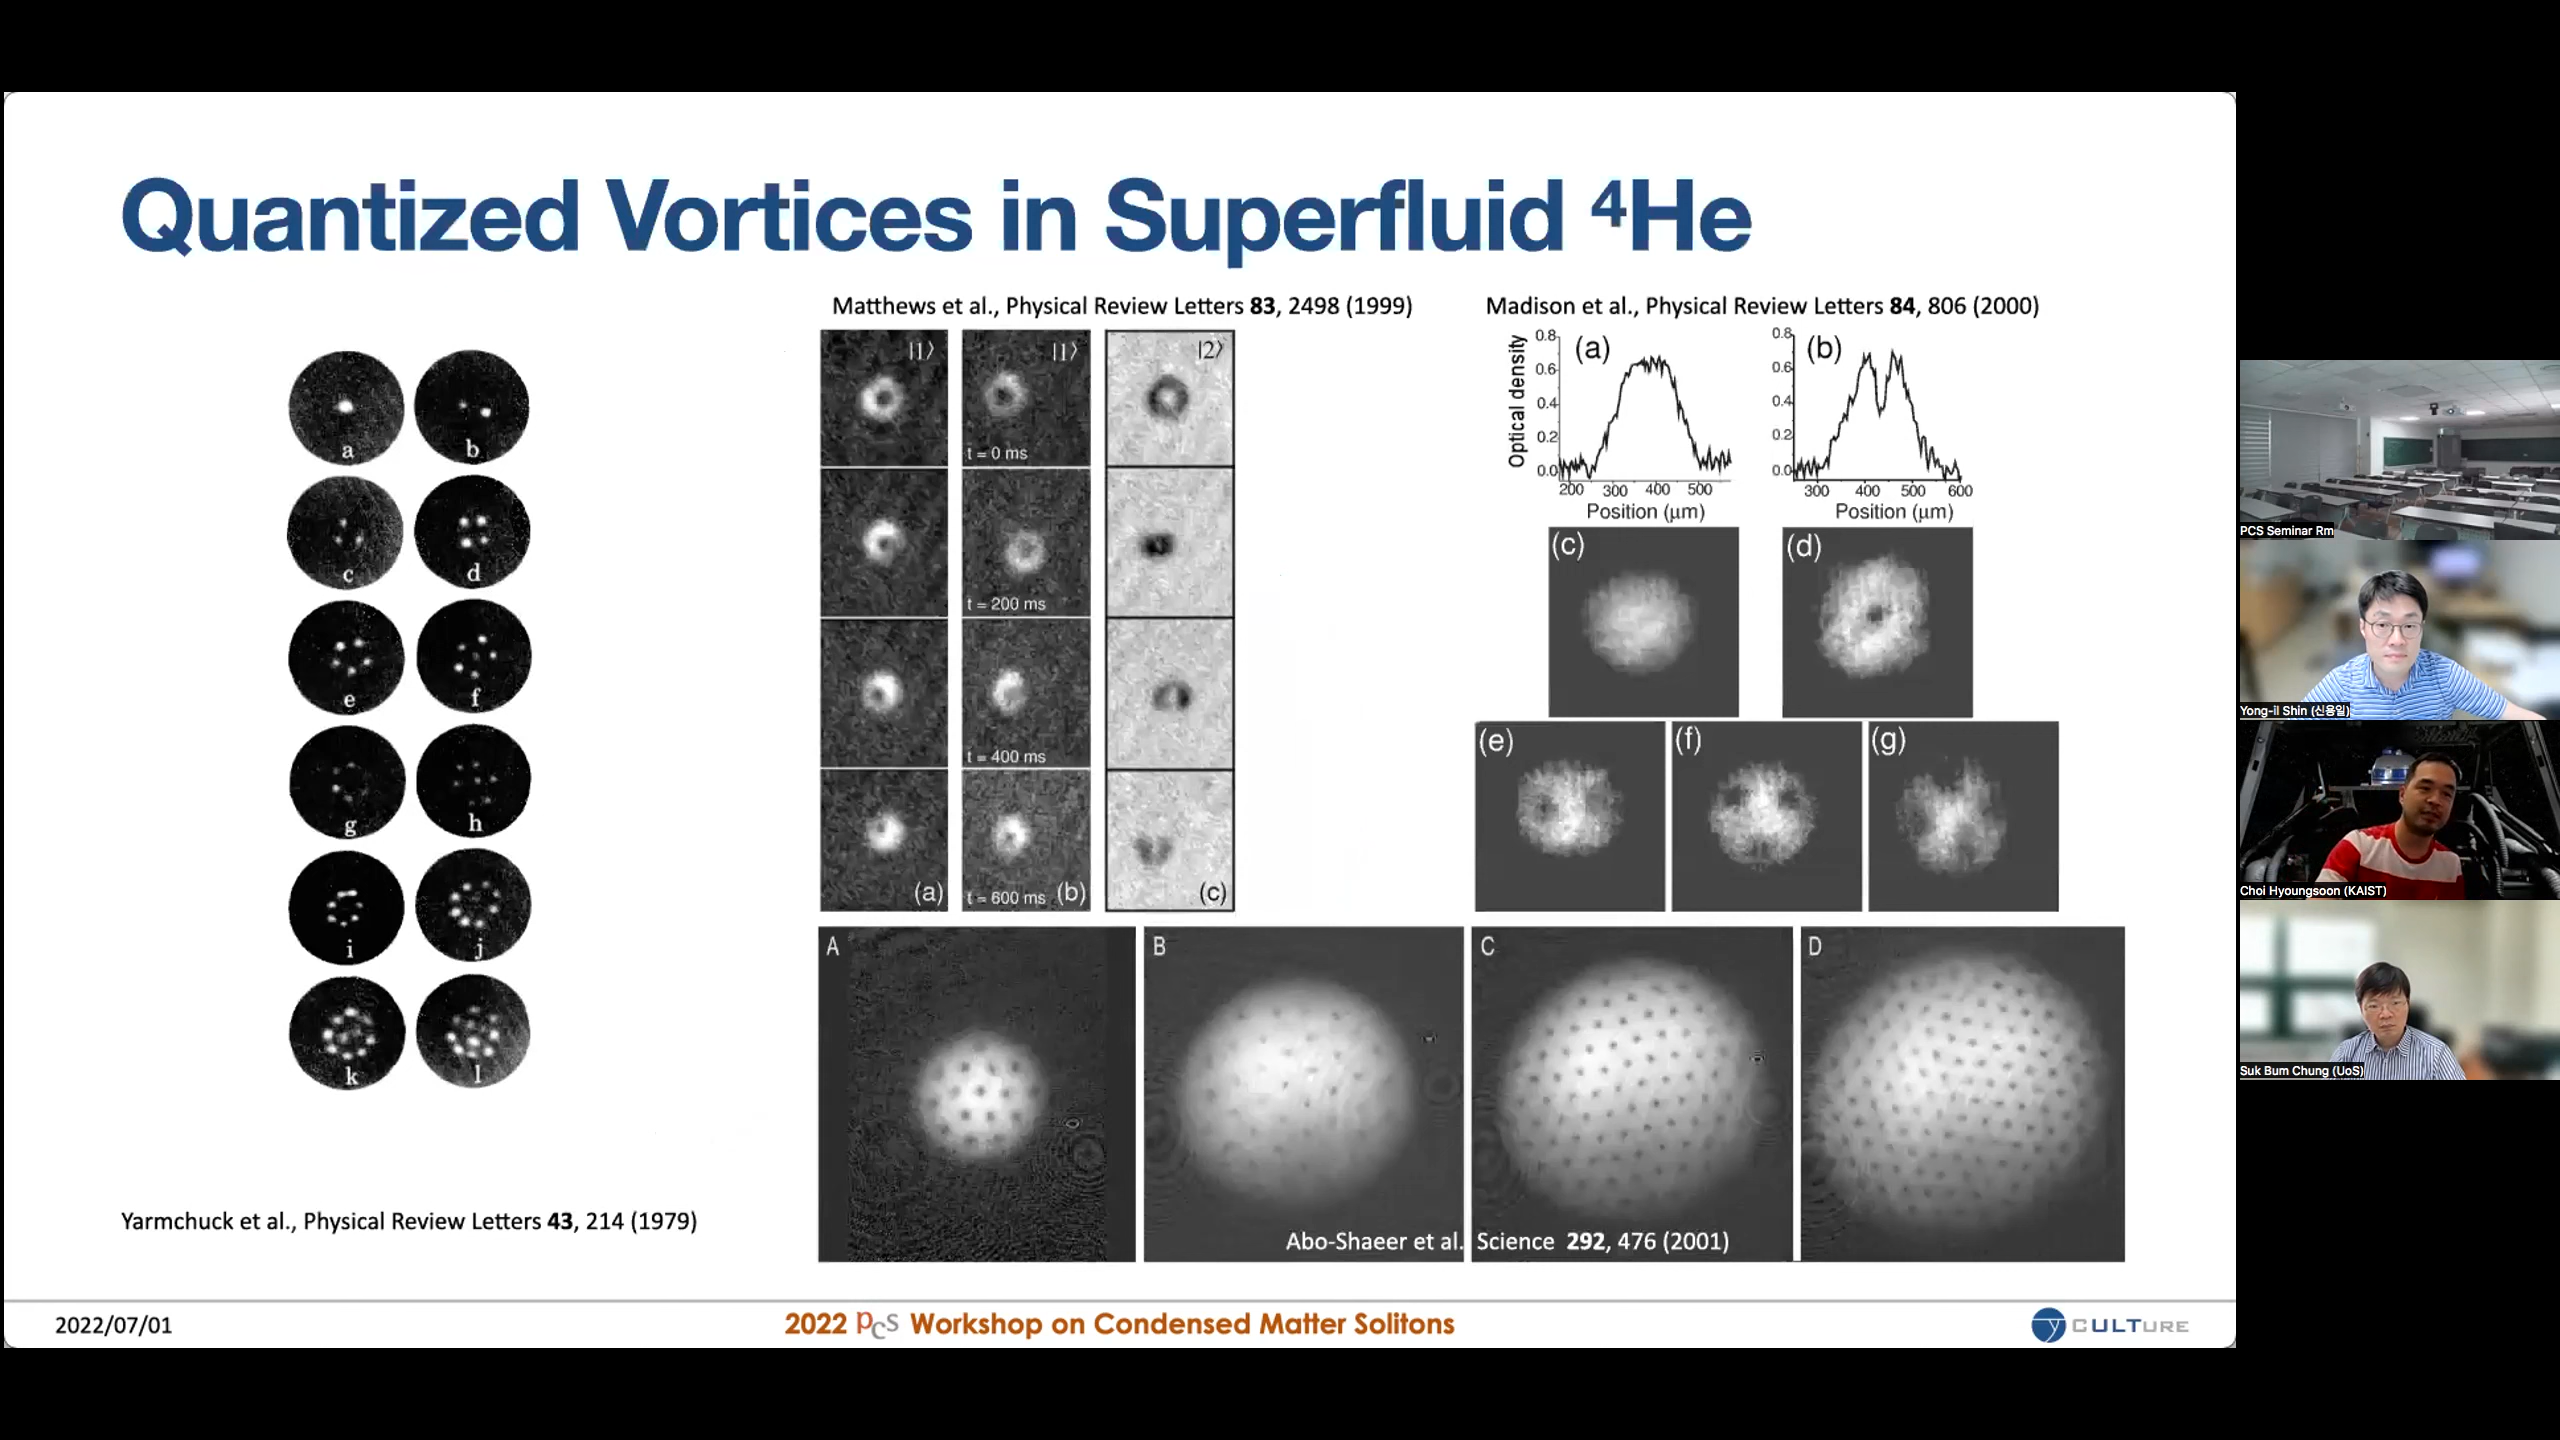 Quantized Vortices in Superfluid ⁴He
Matthews et al., Physical Review Letters 83, 2498 (1999)
Madison et al., Physical Review Letters 84, 806 (2000)
a
b
c
d
e
f
g
h
i
j
k
l
Yarmchuck et al., Physical Review Letters 43, 214 (1979)
|1⟩
|1⟩
|2⟩
t = 0 ms
t = 200 ms
t = 400 ms
t = 600 ms
(a)
(b)
(c)
Optical density
0.8
0.6
0.4
0.2
0.0
(a)
200 300 400 500
Position (μm)
0.8
0.6
0.4
0.2
0.0
(b)
300 400 500 600
Position (μm)
(c)
(d)
(e)
(f)
(g)
A
B
C
D
Abo-Shaeer et al. Science 292, 476 (2001)
2022/07/01
2022 PCS Workshop on Condensed Matter Solitons
y CULTURE
PCS Seminar Rm
Yong-il Shin (신용일)
Choi Hyoungsoon (KAIST)
Suk Bum Chung (UoS)